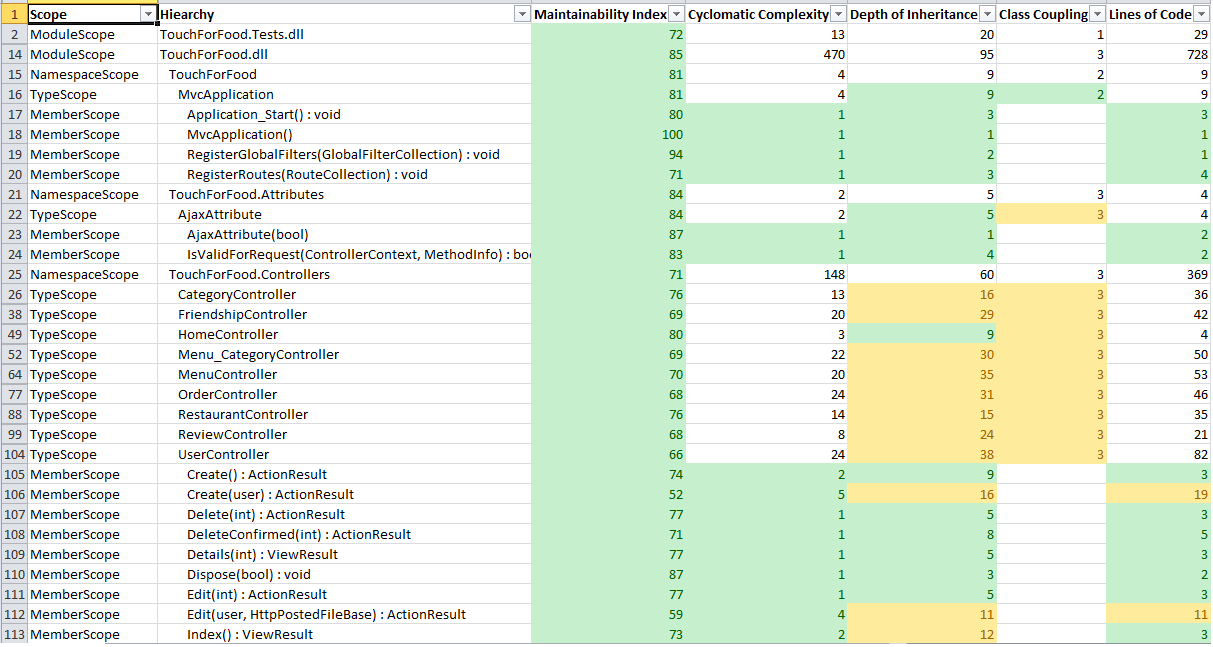 1 Scope Hiearchy Maintainability Index Cyclomatic Complexity Depth of Inheritance Class Coupling Lines of Code
2 ModuleScope TouchForFood.Tests.dll 72 13 20 1 29
14 ModuleScope TouchForFood.dll 85 470 95 3 728
15 NamespaceScope TouchForFood 81 4 9 2 9
16 TypeScope MvcApplication 81 4 9 2 9
17 MemberScope Application_Start() : void 80 1 3 3
18 MemberScope MvcApplication() 100 1 1 1
19 MemberScope RegisterGlobalFilters(GlobalFilterCollection) : void 94 1 2 1
20 MemberScope RegisterRoutes(RouteCollection) : void 71 1 3 4
21 NamespaceScope TouchForFood.Attributes 84 2 5 3 4
22 TypeScope AjaxAttribute 84 2 5 3 4
23 MemberScope AjaxAttribute(bool) 87 1 1 2
24 MemberScope IsValidForRequest(ControllerContext, MethodInfo) : boo 83 1 4 2
25 NamespaceScope TouchForFood.Controllers 71 148 60 3 369
26 TypeScope CategoryController 76 13 16 3 36
38 TypeScope FriendshipController 69 20 29 3 42
49 TypeScope HomeController 80 3 9 3 4
52 TypeScope Menu_CategoryController 69 22 30 3 50
64 TypeScope MenuController 70 20 35 3 53
77 TypeScope OrderController 68 24 31 3 46
88 TypeScope RestaurantController 76 14 15 3 35
99 TypeScope ReviewController 68 8 24 3 21
104 TypeScope UserController 66 24 38 3 82
105 MemberScope Create() : ActionResult 74 2 9 3
106 MemberScope Create(user) : ActionResult 52 5 16 19
107 MemberScope Delete(int) : ActionResult 77 1 5 3
108 MemberScope DeleteConfirmed(int) : ActionResult 71 1 8 5
109 MemberScope Details(int) : ViewResult 77 1 5 3
110 MemberScope Dispose(bool) : void 87 1 3 2
111 MemberScope Edit(int) : ActionResult 77 1 5 3
112 MemberScope Edit(user, HttpPostedFileBase) : ActionResult 59 4 11 11
113 MemberScope Index() : ViewResult 73 2 12 3